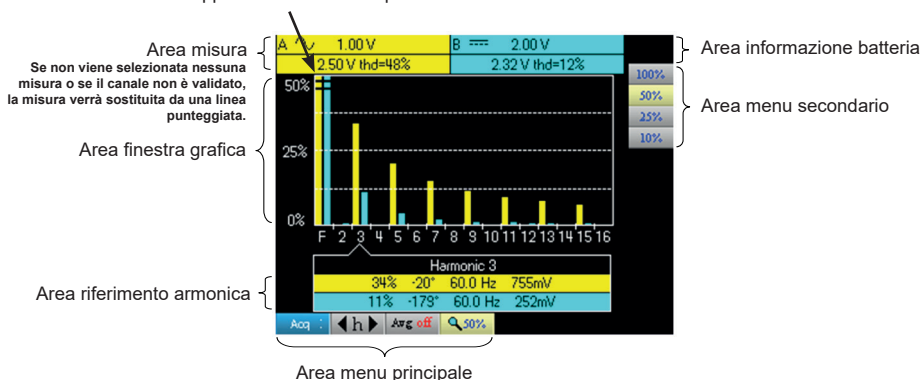 Area misura
Se non viene selezionata nessuna
misura o se il canale non è validato,
la misura verrà sostituita da una linea
punteggiata.
Area finestra grafica
Area riferimento armonica
A 1.00 V
B 2.00 V
2.50 V thd=48%
2.32 V thd=12%
50%
25%
0%
F 2 3 4 5 6 7 8 9 10 11 12 13 14 15 16
Harmonic 3
34% -20° 60.0 Hz 755mV
11% -179° 60.0 Hz 252mV
Acq :
h
Avg off
50%
100%
50%
25%
10%
Area informazione batteria
Area menu secondario
Area menu principale